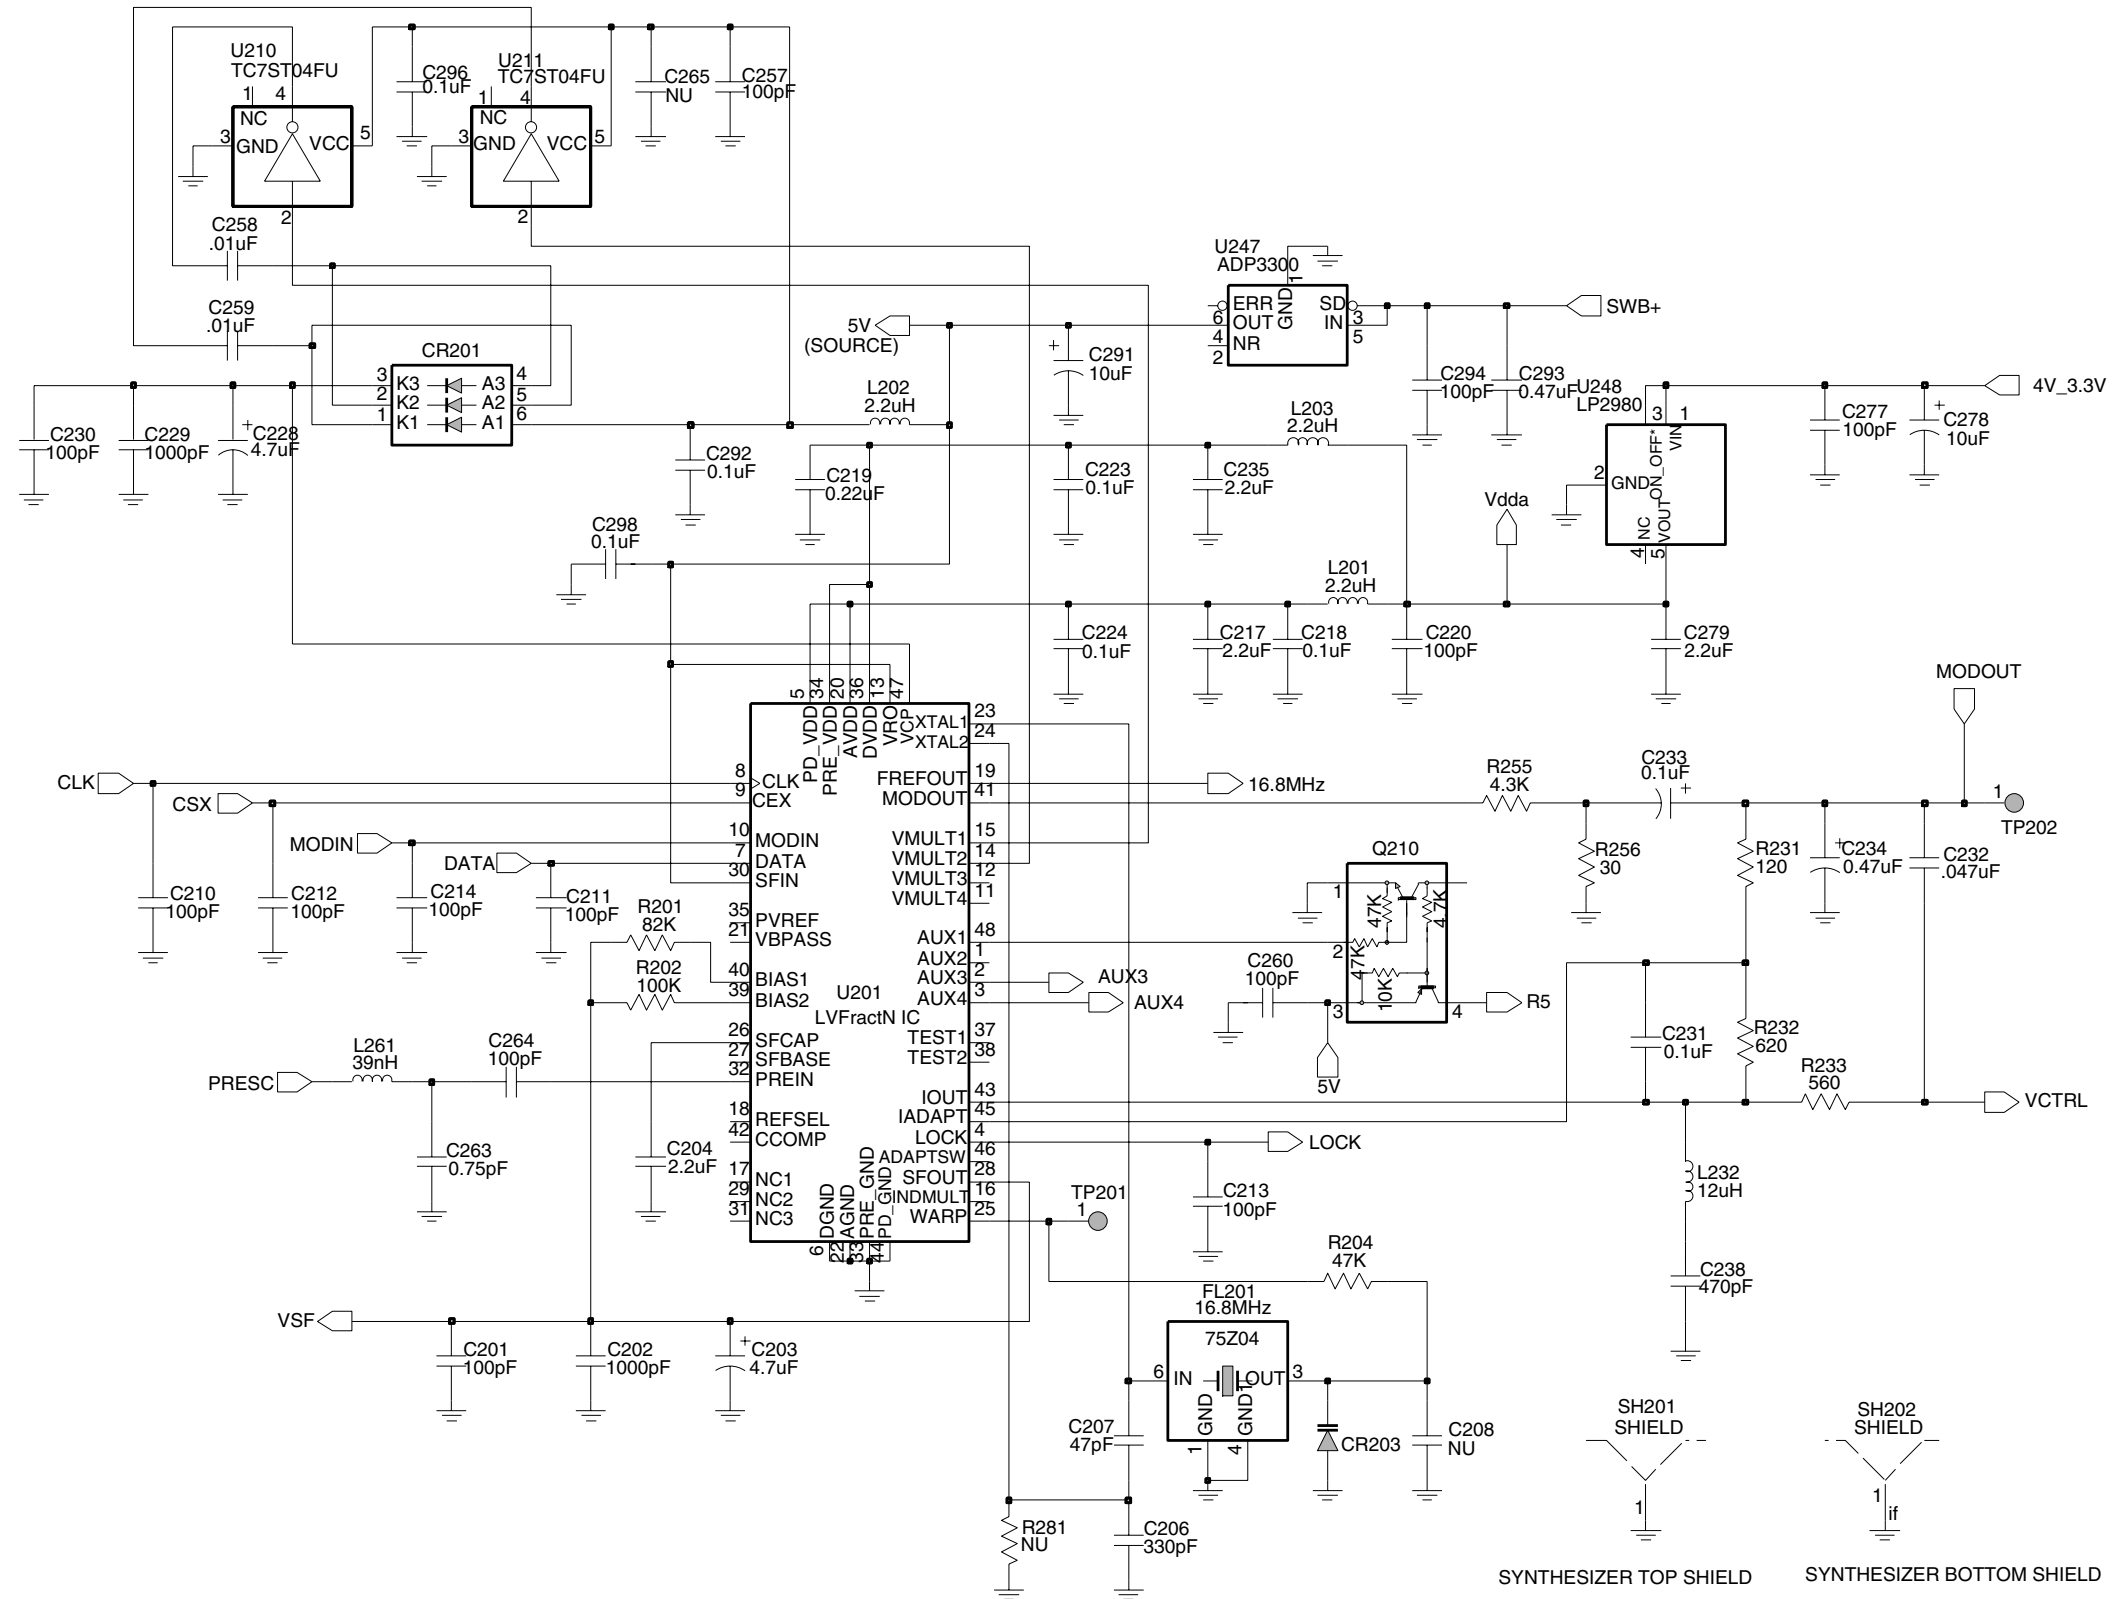 U210
TC7ST04FU
1
4
NC
3
GND
VCC
5
2
C296
0.1uF
U211
TC7ST04FU
1
4
NC
3
GND
VCC
5
2
C265
NU
C257
100pF
C258
.01uF
C259
.01uF
CR201
3
K3
A3
4
2
K2
A2
5
1
K1
A1
6
C230
100pF
C229
1000pF
+
C228
4.7uF
C292
0.1uF
5V
(SOURCE)
L202
2.2uH
+
C291
10uF
U247
ADP3300
1
GND
ERR
SD
6
OUT
IN
3
4
NR
5
2
SWB+
C294
100pF
C293
0.47uF
U248
LP2980
3
1
ON_OFF*
VIN
2
GND
NC
VOUT
4
5
4V_3.3V
C277
100pF
+
C278
10uF
C219
0.22uF
C223
0.1uF
C235
2.2uF
L203
2.2uH
Vdda
C298
0.1uF
L201
2.2uH
C224
0.1uF
C217
2.2uF
C218
0.1uF
C220
100pF
C279
2.2uF
5
34
20
36
13
47
PD_VDD
PRE_VDD
AVDD
DVDD
VRO
VCP
XTAL1
23
XTAL2
24
MODOUT
CLK
8
CLK
FREFOUT
19
16.8MHz
CSX
9
CEX
MODOUT
41
R255
4.3K
C233
0.1uF
+
1
TP202
MODIN
10
MODIN
VMULT1
15
DATA
7
DATA
VMULT2
14
30
SFIN
VMULT3
12
VMULT4
11
C210
100pF
C212
100pF
C214
100pF
C211
100pF
R256
30
R231
120
+
C234
0.47uF
C232
.047uF
Q210
1
47K
4.7K
2
47K
10K
3
4
R5
C260
100pF
5V
R201
82K
R202
100K
35
PVREF
21
VBPASS
40
BIAS1
39
BIAS2
AUX1
48
AUX2
1
AUX3
2
AUX3
AUX4
3
AUX4
U201
LVFractN IC
26
SFCAP
27
SFBASE
32
PREIN
TEST1
37
TEST2
38
C231
0.1uF
R232
620
R233
560
PRESC
L261
39nH
C264
100pF
C263
0.75pF
C204
2.2uF
18
REFSEL
42
CCOMP
17
NC1
29
NC2
31
NC3
IOUT
43
IADAPT
45
LOCK
4
LOCK
ADAPTSW
46
SFOUT
28
INDMULT
16
WARP
25
VCTRL
DGND
AGND
PRE_GND
PD_GND
6
22
33
44
TP201
1
C213
100pF
L232
12uH
C238
470pF
R204
47K
FL201
16.8MHz
75Z04
6
IN
OUT
3
GND
GND1
1
4
VSF
C201
100pF
C202
1000pF
+
C203
4.7uF
C207
47pF
CR203
C208
NU
R281
NU
C206
330pF
SH201
SHIELD
1
SH202
SHIELD
1
if
SYNTHESIZER TOP SHIELD
SYNTHESIZER BOTTOM SHIELD